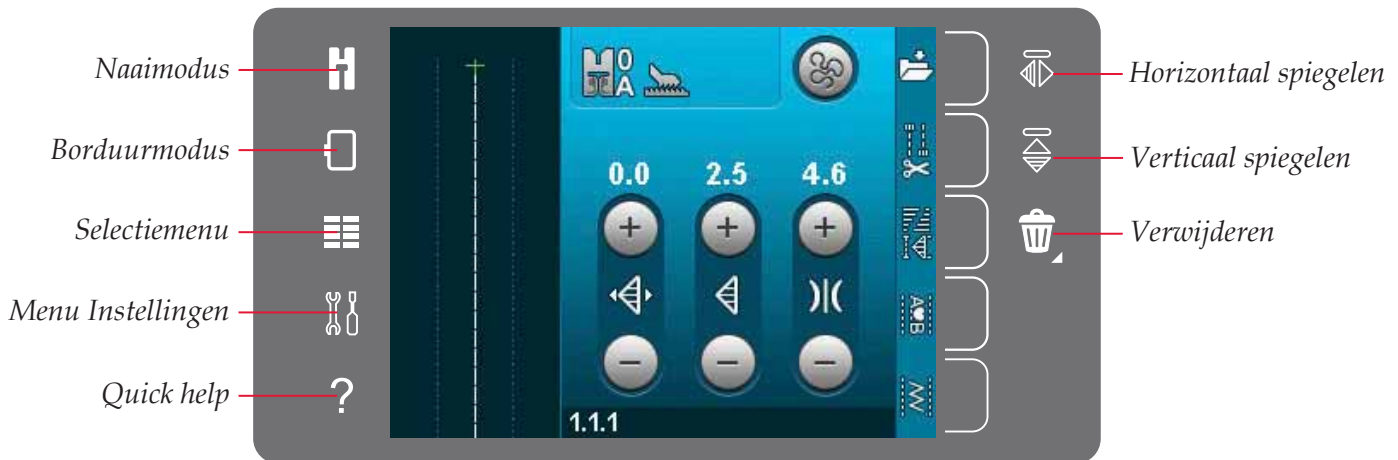 Naaimodus
Borduurmodus
Selectiemenu
Menu Instellingen
Quick help
?
0
A
0.0 2.5 4.6
+ + +
− − −
1.1.1
A♥B
Horizontaal spiegelen
Verticaal spiegelen
Verwijderen